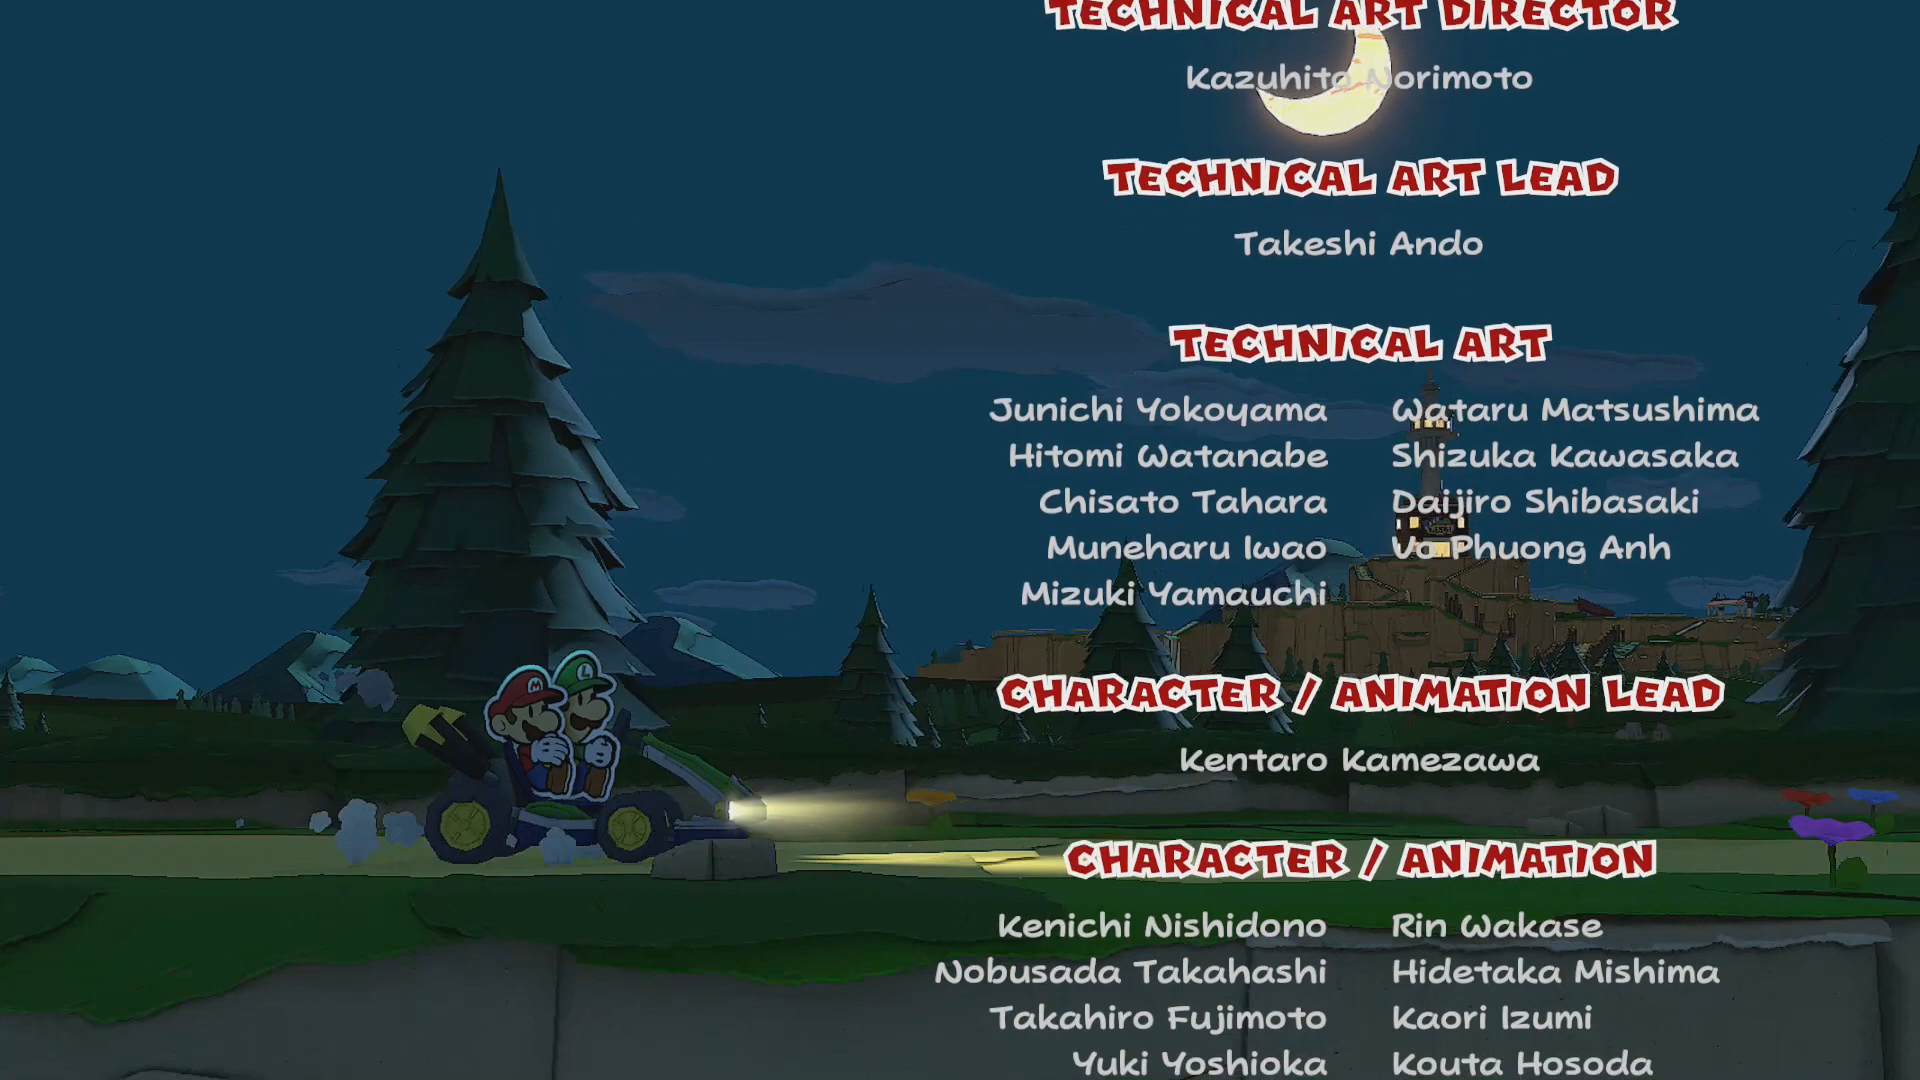 TECHNICAL ART DIRECTOR
Kazuhito Norimoto
TECHNICAL ART LEAD
Takeshi Ando
TECHNICAL ART
Junichi Yokoyama Wataru Matsushima
Hitomi Watanabe Shizuka Kawasaka
Chisato Tahara Daijiro Shibasaki
Muneharu Iwao Vo Phuong Anh
Mizuki Yamauchi
CHARACTER / ANIMATION LEAD
Kentaro Kamezawa
CHARACTER / ANIMATION
Kenichi Nishidono Rin Wakase
Nobusada Takahashi Hidetaka Mishima
Takahiro Fujimoto Kaori Izumi
Yuki Yoshioka Kouta Hosoda
M
L